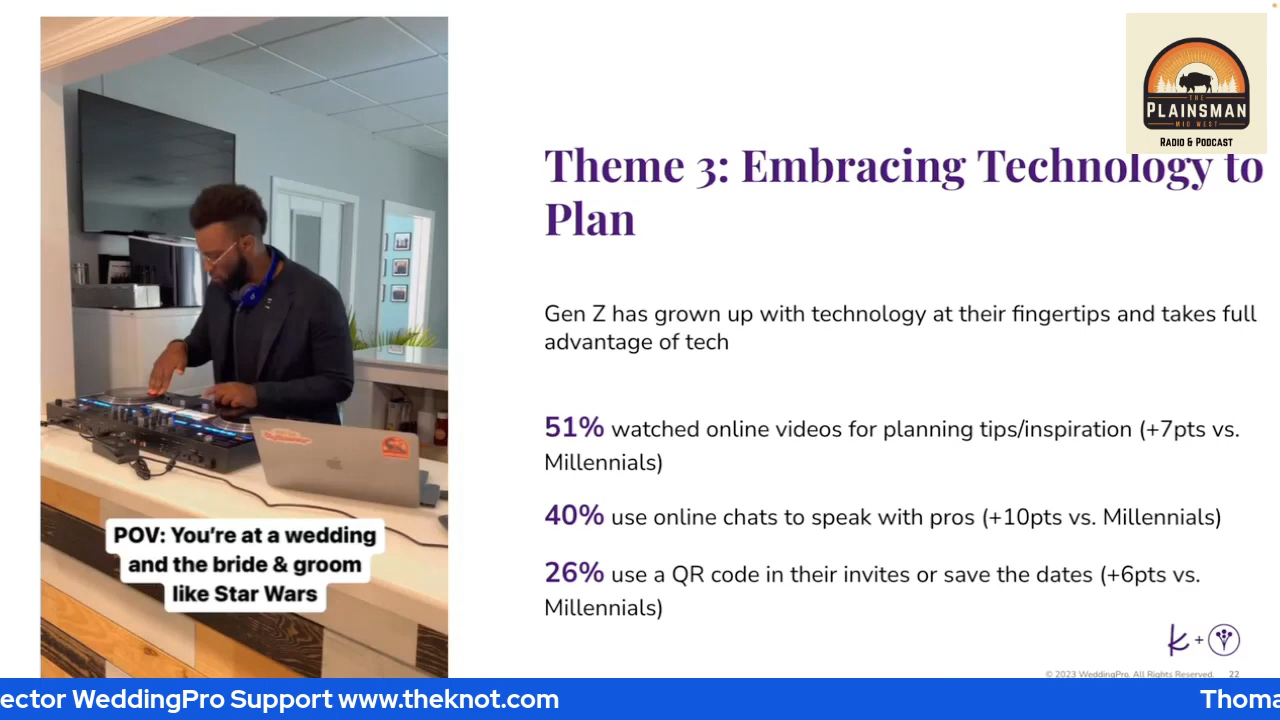 THE
PLAINSMAN
MID WEST
RADIO & PODCAST
Theme 3: Embracing Technology to
Plan
Gen Z has grown up with technology at their fingertips and takes full
advantage of tech
51% watched online videos for planning tips/inspiration (+7pts vs.
Millennials)
40% use online chats to speak with pros (+10pts vs. Millennials)
26% use a QR code in their invites or save the dates (+6pts vs.
Millennials)
POV: You're at a wedding
and the bride & groom
like Star Wars
k +
© 2023 WeddingPro. All Rights Reserved. 22
ector WeddingPro Support www.theknot.com
Thoma